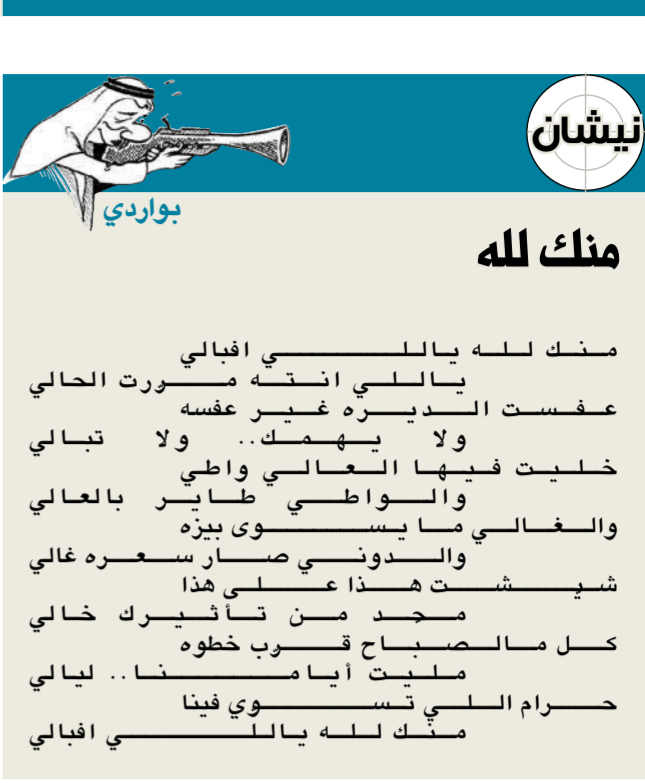 نيشان
بواردي
منك لله
منك لله ياللي افبالي
ياللي انته مررت الحالي
عفست الديره غير عفسه
ولا يهمك.. ولا تبالي
خليت فيها العالي واطي
والواطي طاير بالعالي
والغالي ما يسوى بيزه
والدوني صار سعره غالي
شيشت هذا على هذا
محد من تأثيرك خالي
كل مالصباح قرب خطوه
مليت أيامنا.. ليالي
حرام اللي تسوي فينا
منك لله ياللي افبالي